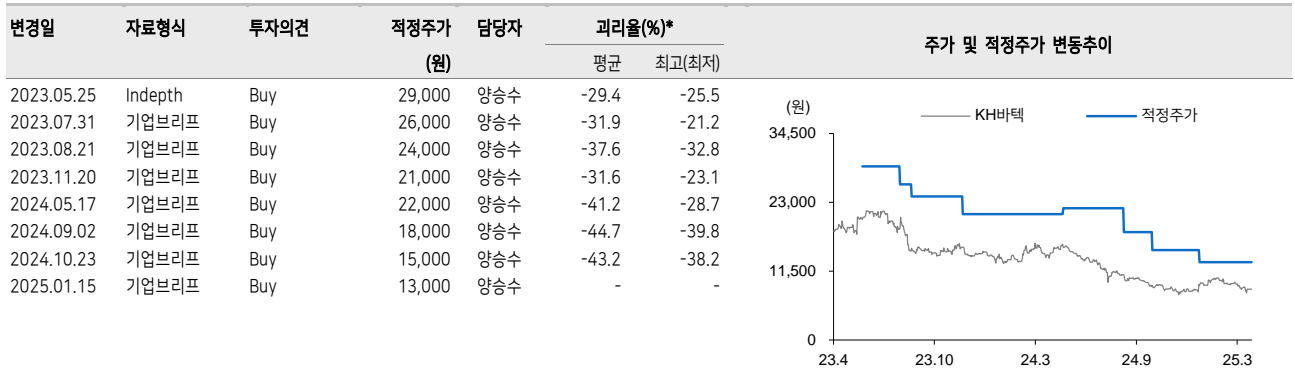 변경일 자료형식 투자의견 적정주가 담당자 괴리율(%)* 주가 및 적정주가 변동추이
(원) 평균 최고(최저)
2023.05.25 Indepth Buy 29,000 양승수 -29.4 -25.5
2023.07.31 기업브리프 Buy 26,000 양승수 -31.9 -21.2
2023.08.21 기업브리프 Buy 24,000 양승수 -37.6 -32.8
2023.11.20 기업브리프 Buy 21,000 양승수 -31.6 -23.1
2024.05.17 기업브리프 Buy 22,000 양승수 -41.2 -28.7
2024.09.02 기업브리프 Buy 18,000 양승수 -44.7 -39.8
2024.10.23 기업브리프 Buy 15,000 양승수 -43.2 -38.2
2025.01.15 기업브리프 Buy 13,000 양승수 - -
(원) KH바텍 적정주가
34,500
23,000
11,500
0
23.4 23.10 24.3 24.9 25.3